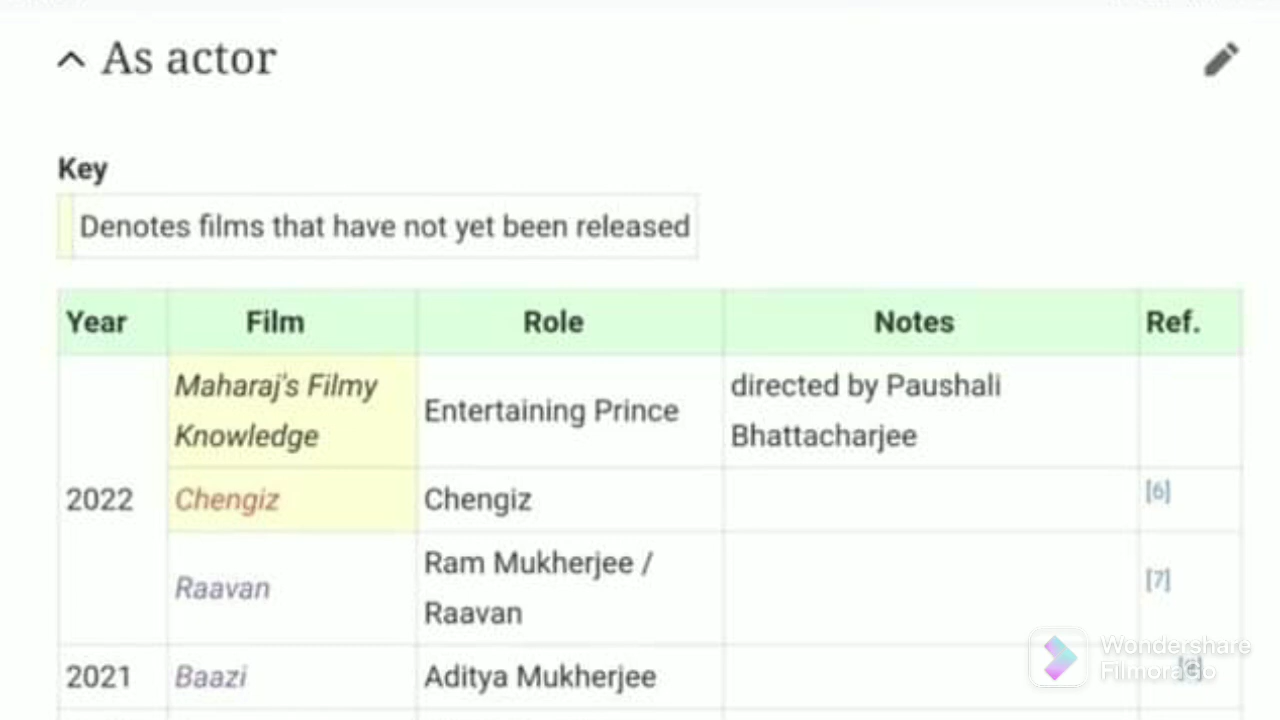 As actor
Key
Denotes films that have not yet been released
Year Film Role Notes Ref.
Maharaj's Filmy
Knowledge
Entertaining Prince
directed by Paushali
Bhattacharjee
2022
Chengiz Chengiz [6]
Raavan
Ram Mukherjee /
Raavan
[7]
2021 Baazi Aditya Mukherjee
Wondershare
FilmoraGo